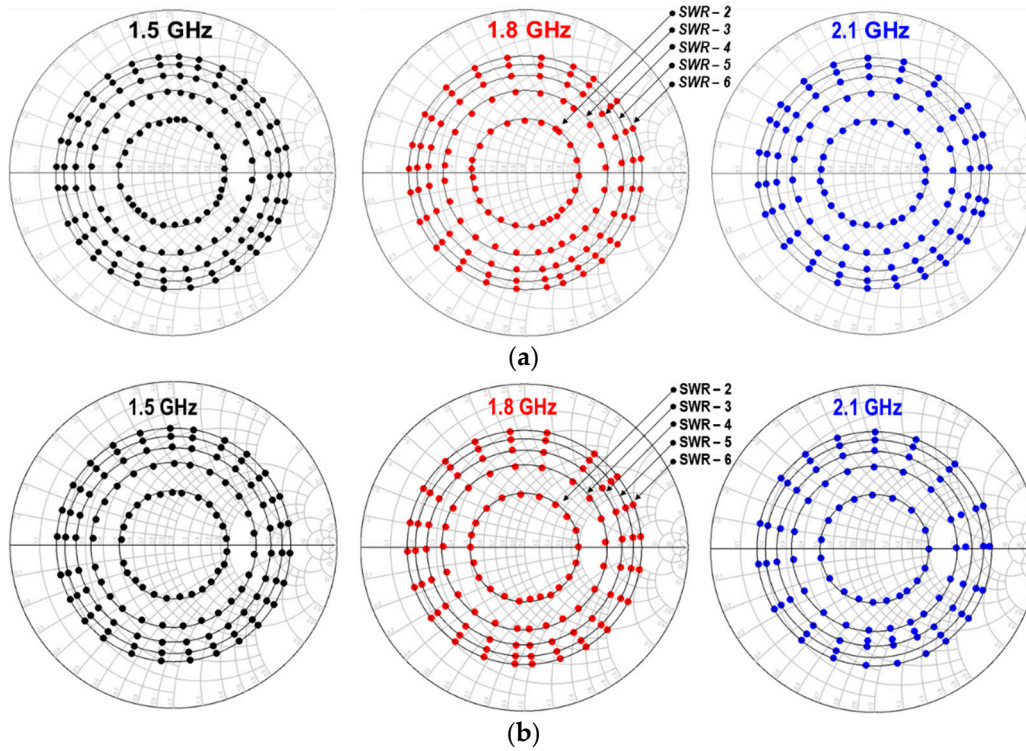 1.5 GHz
1.8 GHz
2.1 GHz
SWR – 2
SWR – 3
SWR – 4
SWR – 5
SWR – 6
(a)
1.5 GHz
1.8 GHz
2.1 GHz
SWR – 2
SWR – 3
SWR – 4
SWR – 5
SWR – 6
(b)